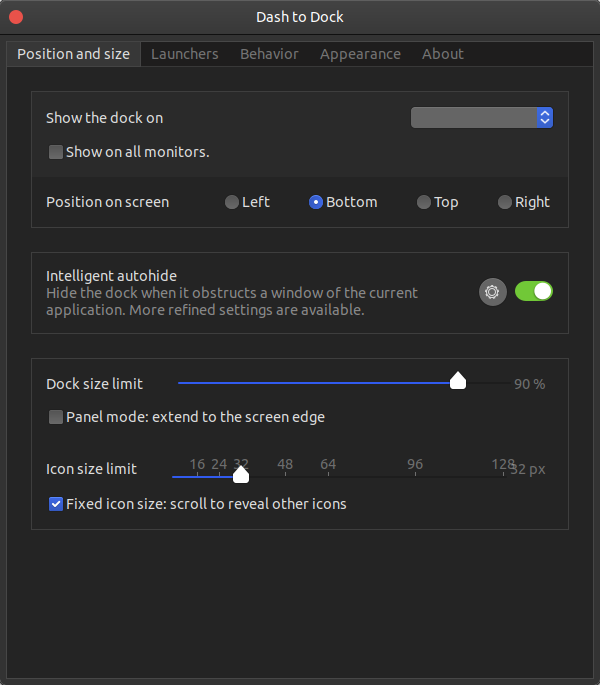 Dash to Dock
Position and size Launchers Behavior Appearance About
Show the dock on
Show on all monitors.
Position on screen Left Bottom Top Right
Intelligent autohide
Hide the dock when it obstructs a window of the current
application. More refined settings are available.
Dock size limit 90 %
Panel mode: extend to the screen edge
16 24 32 48 64 96 128
Icon size limit 32 px
Fixed icon size: scroll to reveal other icons